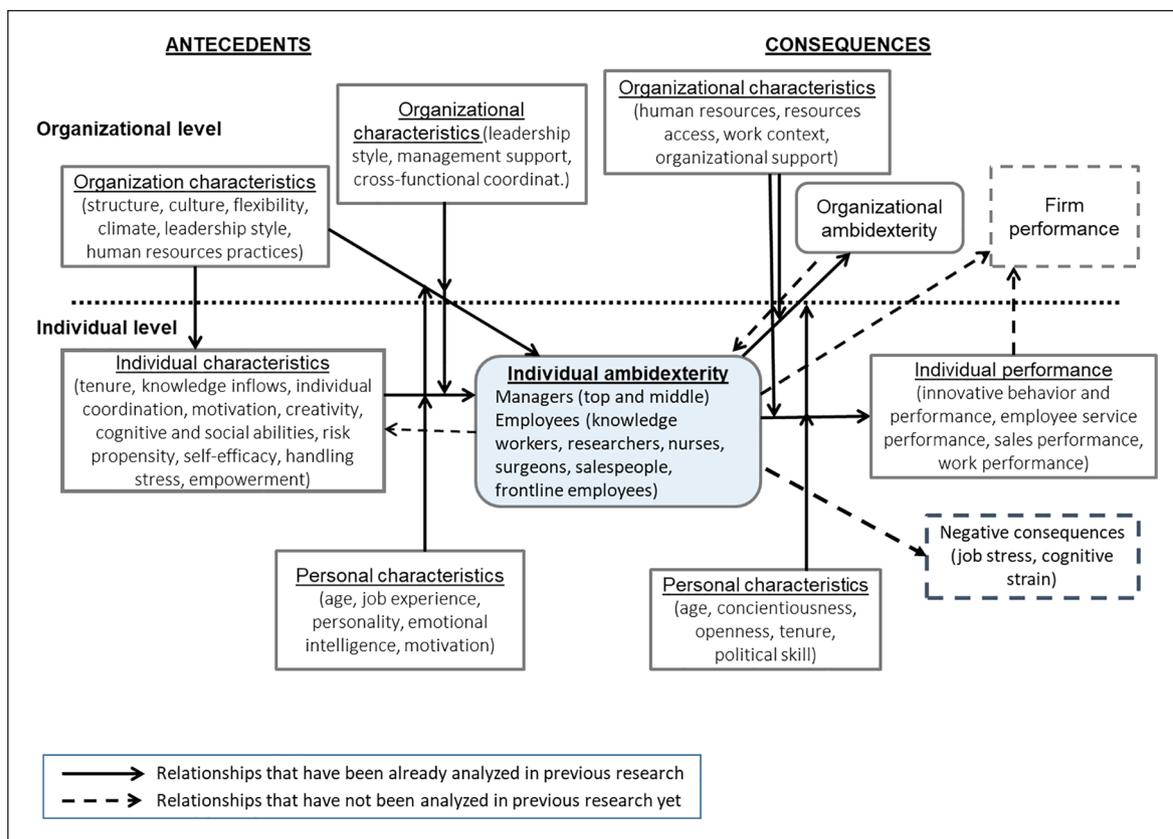 ANTECEDENTS
CONSEQUENCES
Organizational level
Organizational
characteristics (leadership
style, management support,
cross-functional coordinat.)
Organizational characteristics
(human resources, resources
access, work context,
organizational support)
Organization characteristics
(structure, culture, flexibility,
climate, leadership style,
human resources practices)
Organizational
ambidexterity
Firm
performance
Individual level
Individual characteristics
(tenure, knowledge inflows, individual
coordination, motivation, creativity,
cognitive and social abilities, risk
propensity, self-efficacy, handling
stress, empowerment)
Individual ambidexterity
Managers (top and middle)
Employees (knowledge
workers, researchers, nurses,
surgeons, salespeople,
frontline employees)
Individual performance
(innovative behavior and
performance, employee service
performance, sales performance,
work performance)
Negative consequences
(job stress, cognitive
strain)
Personal characteristics
(age, job experience,
personality, emotional
intelligence, motivation)
Personal characteristics
(age, concientiousness,
openness, tenure,
political skill)
Relationships that have been already analyzed in previous research
Relationships that have not been analyzed in previous research yet